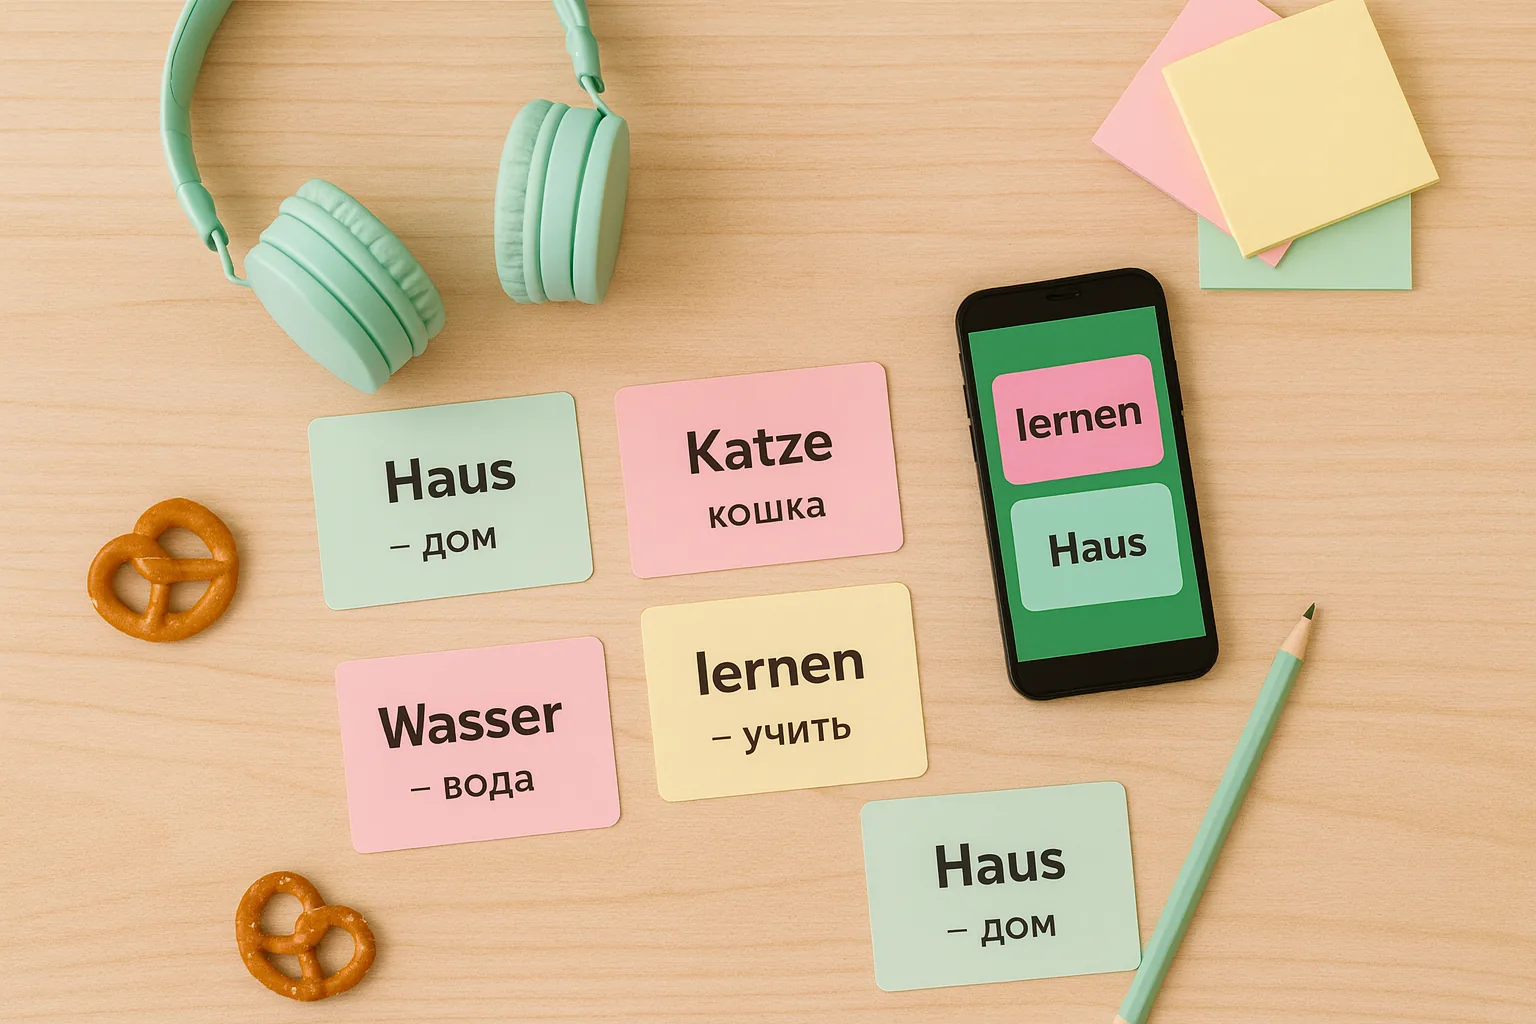 Haus
– дом
Katze
кошка
lernen
Haus
Wasser
– вода
lernen
– учить
Haus
– дом